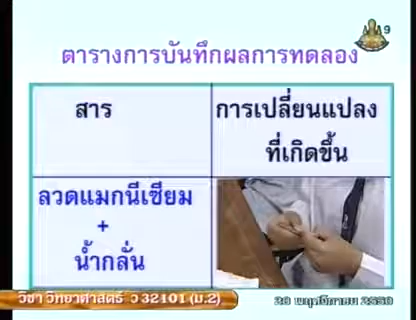 9
ตารางการบันทึกผลการทดลอง
สาร
การเปลี่ยนแปลง
ที่เกิดขึ้น
ลวดแมกนีเซียม
+
น้ำกลั่น
วิชา วิทยาศาสตร์ ว 32101 (ม.2)
20 พฤศจิกายน 2550